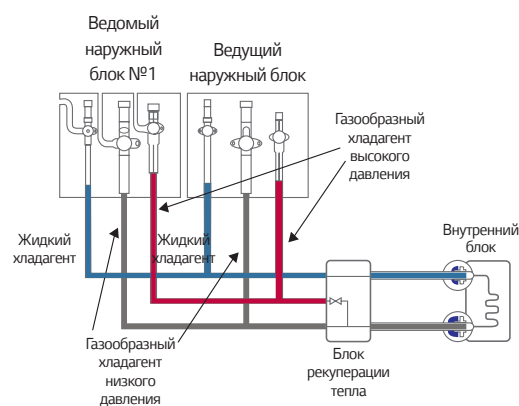 Ведомый
наружный
блок №1
Ведущий
наружный блок
Газообразный
хладагент
высокого
давления
Жидкий
хладагент
Жидкий
хладагент
Внутренний
блок
Газообразный
хладагент
низкого
давления
Блок
рекуперации
тепла